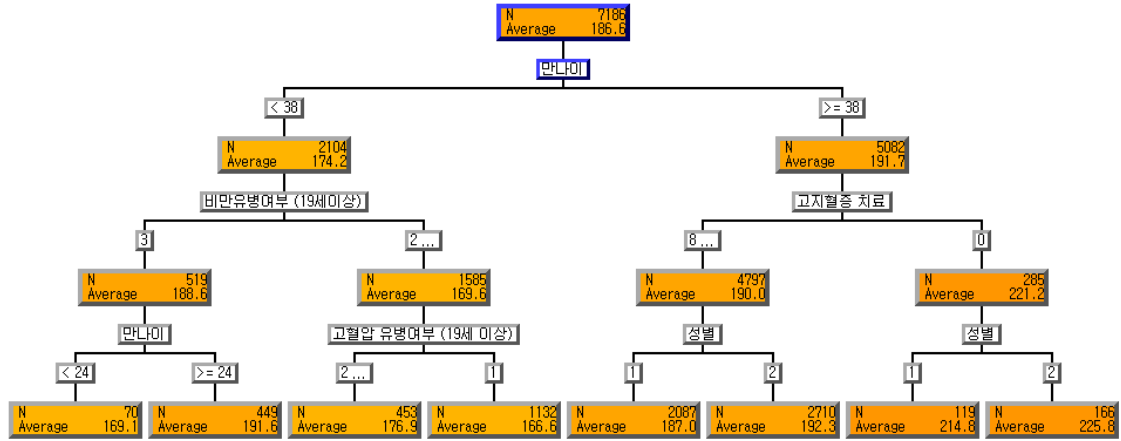 N 7186
Average 186.6
만나이
< 38
>= 38
N 2104
Average 174.2
N 5082
Average 191.7
비만유병여부 (19세이상)
고지혈증 치료
3
2 ...
8 ...
0
N 519
Average 188.6
N 1585
Average 169.6
N 4797
Average 190.0
N 285
Average 221.2
만나이
고혈압 유병여부 (19세 이상)
성별
성별
< 24
>= 24
2 ...
1
1
2
1
2
N 70
Average 169.1
N 449
Average 191.6
N 453
Average 176.9
N 1132
Average 166.6
N 2087
Average 187.0
N 2710
Average 192.3
N 119
Average 214.8
N 166
Average 225.8